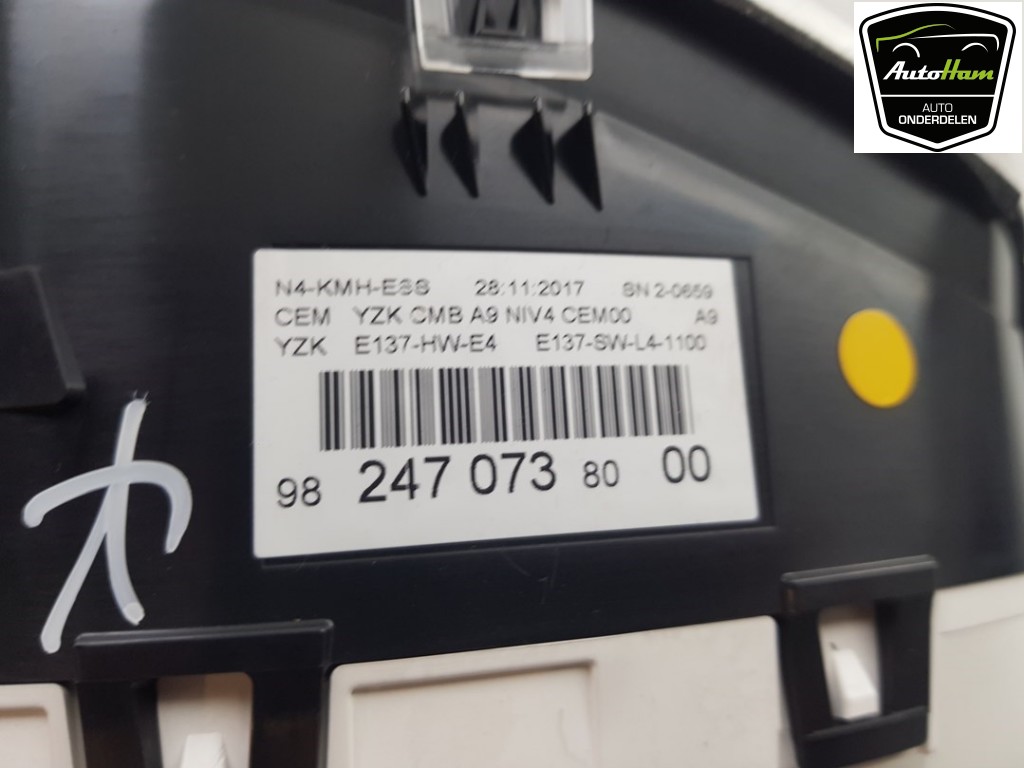 AutoHam
AUTO
ONDERDELEN
N4-KMH-ESS 28:11:2017 SN 2-0659
CEM YZK CMB A9 NIV4 CEM00 A9
YZK E137-HW-E4 E137-SW-L4-1100
98 247 073 80 00